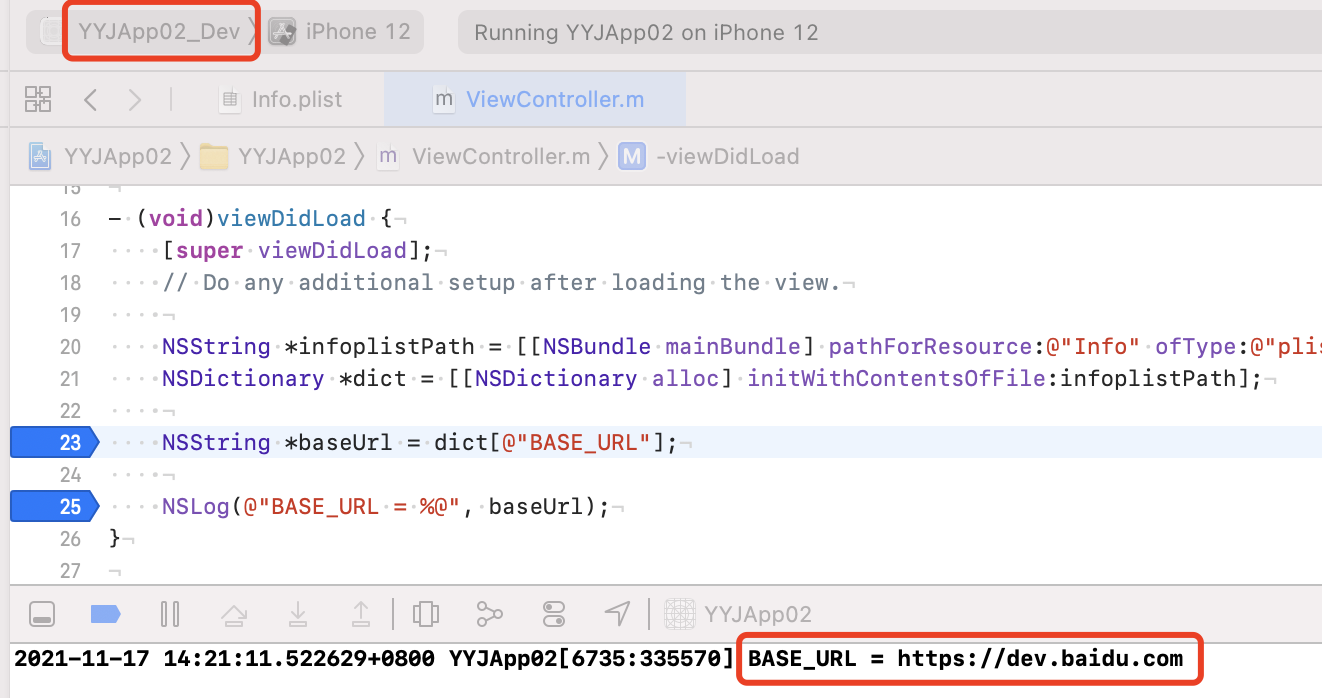 YYJApp02_Dev 〉 iPhone 12 Running YYJApp02 on iPhone 12
Info.plist m ViewController.m
YYJApp02 〉 YYJApp02 〉 m ViewController.m 〉 M -viewDidLoad
15
16 - (void)viewDidLoad {
17 [super viewDidLoad];
18 // Do any additional setup after loading the view.
19
20 NSString *infoplistPath = [[NSBundle mainBundle] pathForResource:@"Info" ofType:@"plis
21 NSDictionary *dict = [[NSDictionary alloc] initWithContentsOfFile:infoplistPath];
22
23 NSString *baseUrl = dict[@"BASE_URL"];
24
25 NSLog(@"BASE_URL = %@", baseUrl);
26 }
27
YYJApp02
2021-11-17 14:21:11.522629+0800 YYJApp02[6735:335570] BASE_URL = https://dev.baidu.com